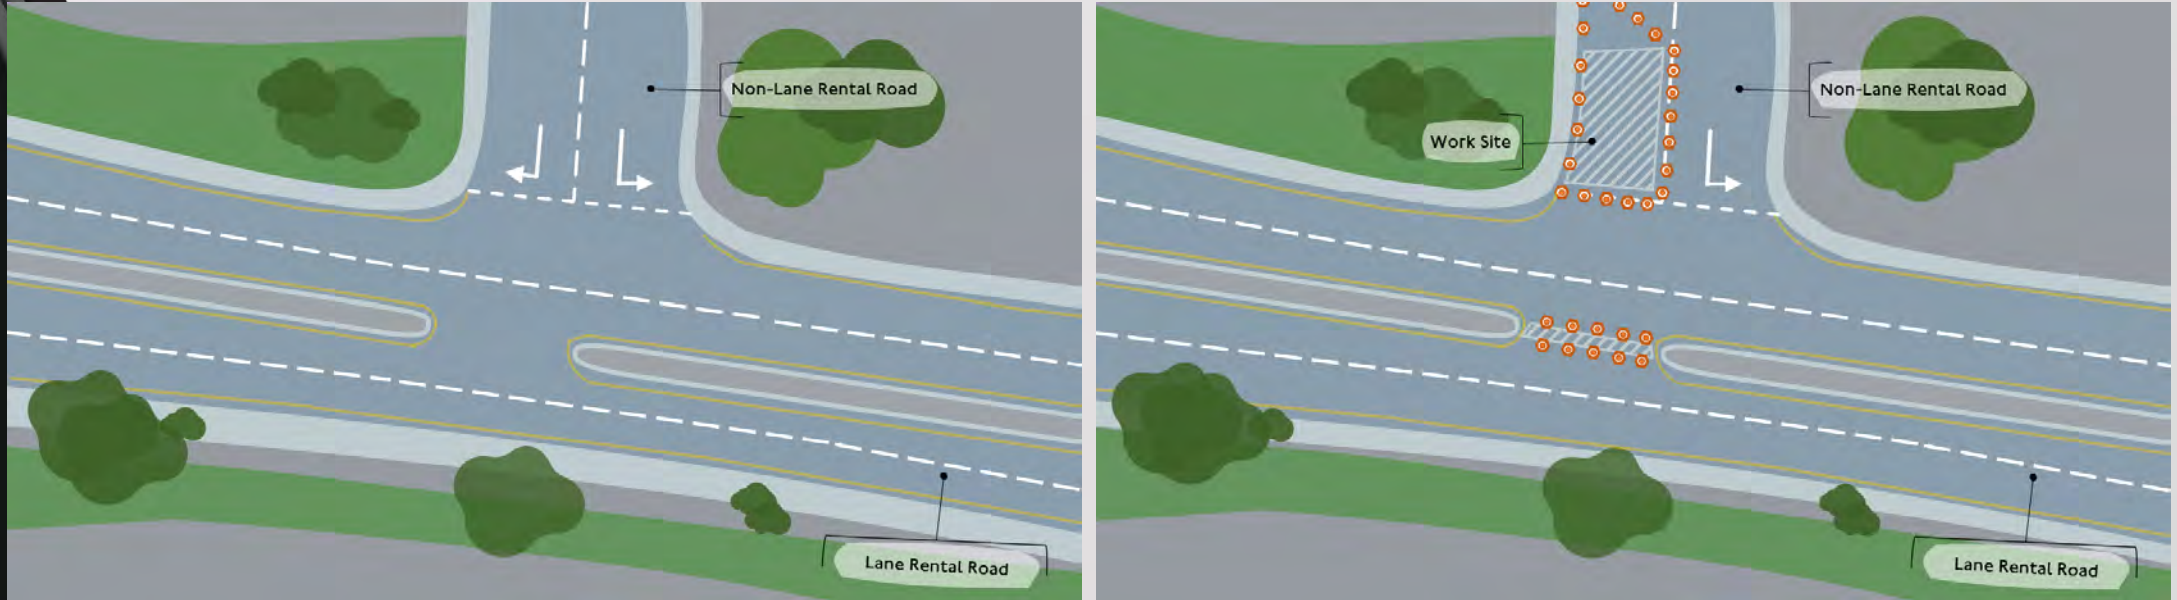 Non-Lane Rental Road
Lane Rental Road
Non-Lane Rental Road
Work Site
Lane Rental Road